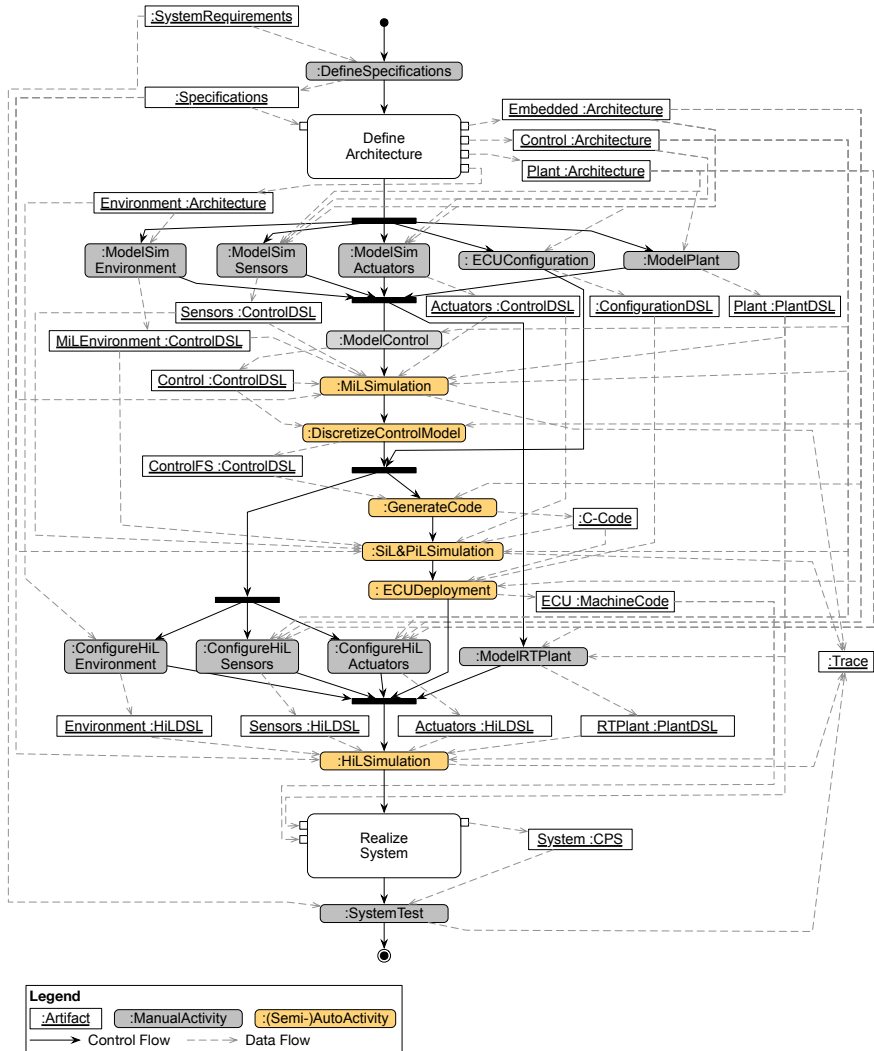 :SystemRequirements
:DefineSpecifications
:Specifications
Embedded :Architecture
Define
Architecture
Control :Architecture
Plant :Architecture
Environment :Architecture
:ModelSim
Environment
:ModelSim
Sensors
:ModelSim
Actuators
: ECUConfiguration
:ModelPlant
Sensors :ControlDSL
Actuators :ControlDSL
:ConfigurationDSL
Plant :PlantDSL
MiLEnvironment :ControlDSL
:ModelControl
Control :ControlDSL
:MiLSimulation
:DiscretizeControlModel
ControlFS :ControlDSL
:GenerateCode
:C-Code
:SiL&PiLSimulation
: ECUDeployment
ECU :MachineCode
:ConfigureHiL
Environment
:ConfigureHiL
Sensors
:ConfigureHiL
Actuators
:ModelRTPlant
:Trace
Environment :HiLDSL
Sensors :HiLDSL
Actuators :HiLDSL
RTPlant :PlantDSL
:HiLSimulation
Realize
System
System :CPS
:SystemTest
Legend
:Artifact
:ManualActivity
:(Semi-)AutoActivity
Control Flow
Data Flow